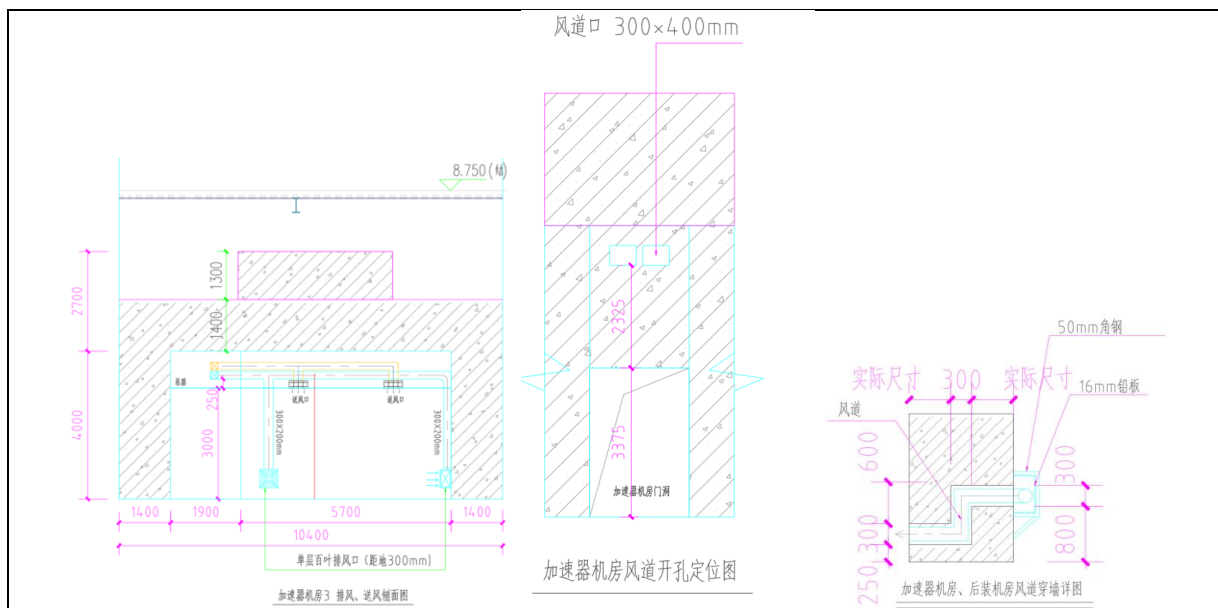 风道口 300×400mm
8.750(结)
1300
2700
1400
吊顶
250
送风口
送风口
300X200mm
300X200mm
4000
3000
1400
1900
5700
1400
10400
单层百叶排风口(距地300mm)
加速器机房3 排风、送风刨面图
2325
3375
加速器机房门洞
加速器机房风道开孔定位图
50mm角钢
16mm铅板
实际尺寸
300
实际尺寸
风道
600
300
300
800
250
加速器机房、后装机房风道穿墙详图